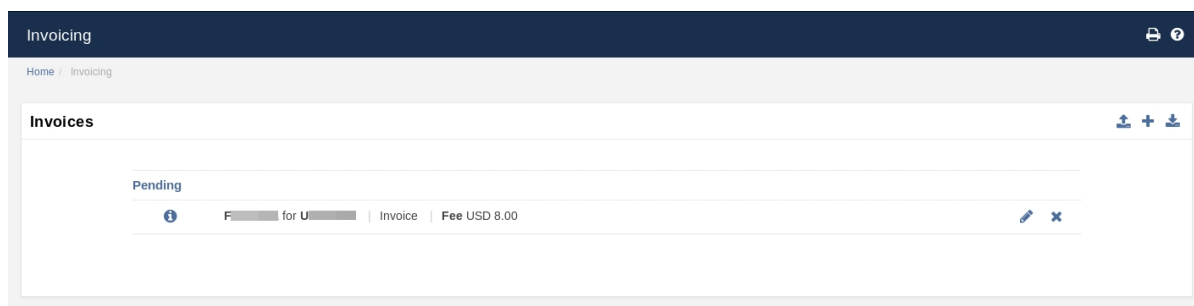 Invoicing
Home / Invoicing
Invoices
Pending
F for U | Invoice | Fee USD 8.00